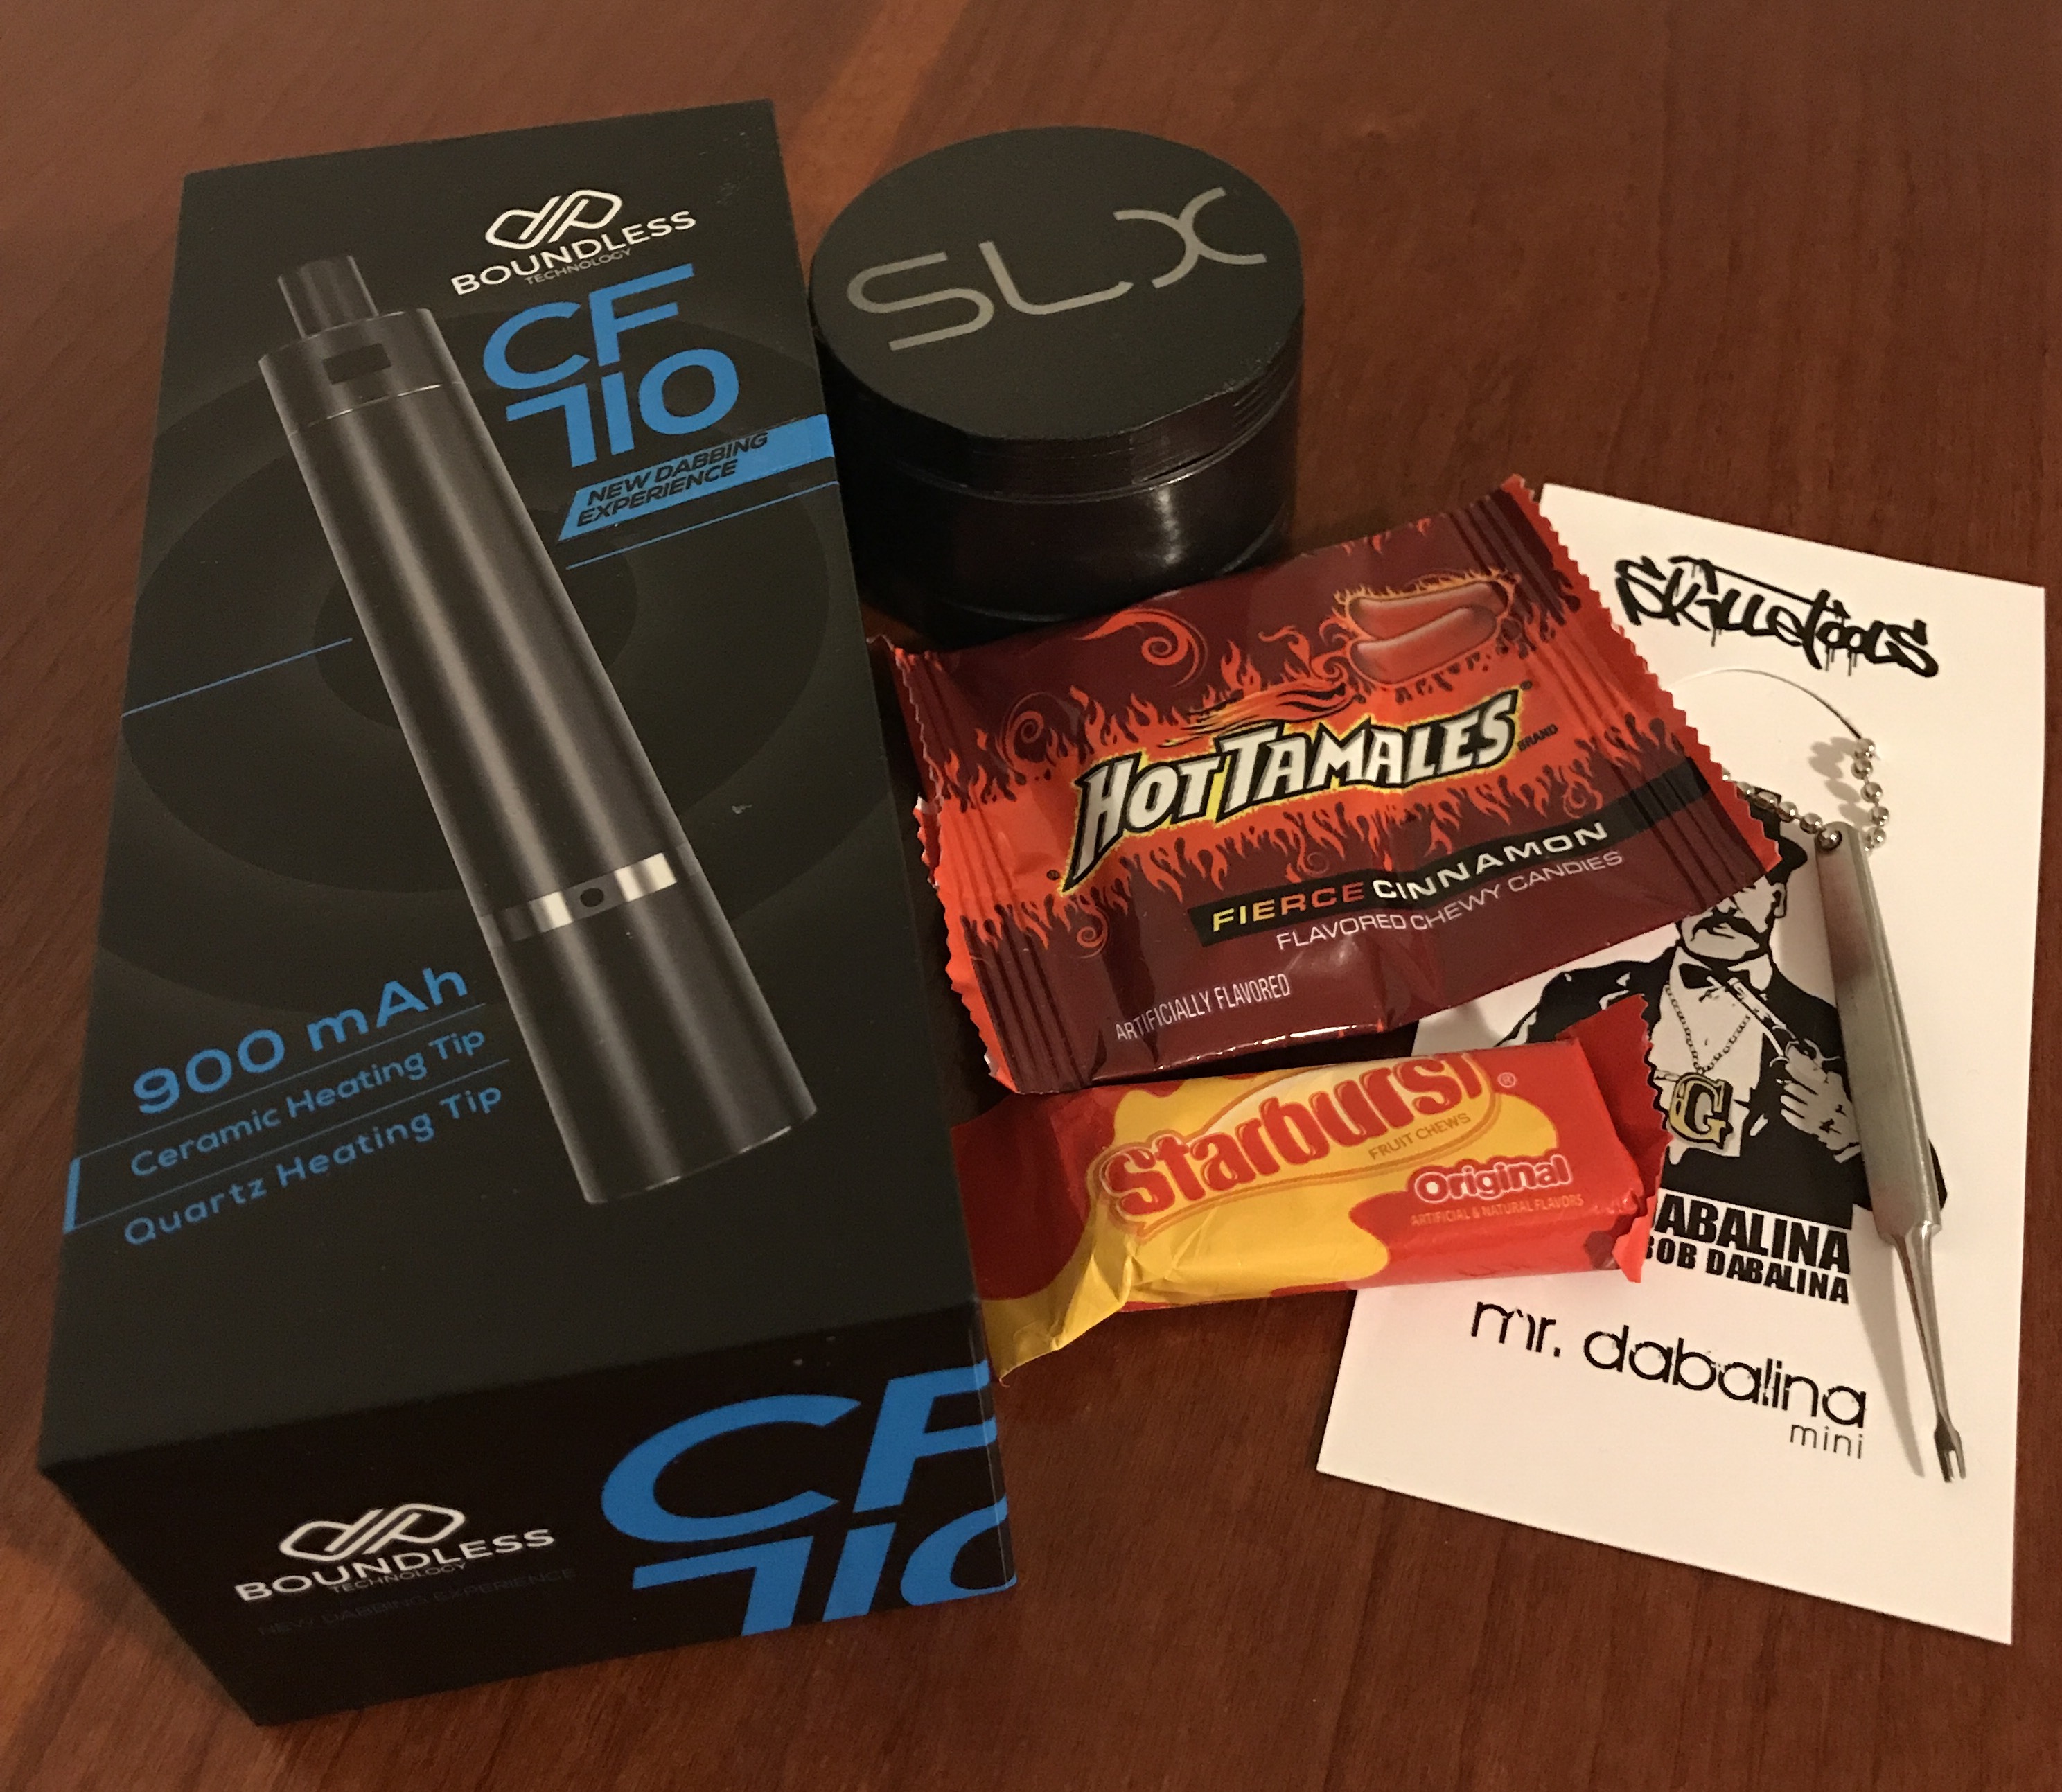 BOUNDLESS
TECHNOLOGY
CF
710
NEW DABBING
EXPERIENCE
900 mAh
Ceramic Heating Tip
Quartz Heating Tip
BOUNDLESS
TECHNOLOGY
NEW DABBING EXPERIENCE
CF
710
SLX
HOT TAMALES®
BRAND
FIERCE CINNAMON
FLAVORED CHEWY CANDIES
ARTIFICIALLY FLAVORED
Starburst®
FRUIT CHEWS
Original
ARTIFICIAL & NATURAL FLAVORS
Skilletools
G
ABALINA
BOB DABALINA
mr. dabalina
mini